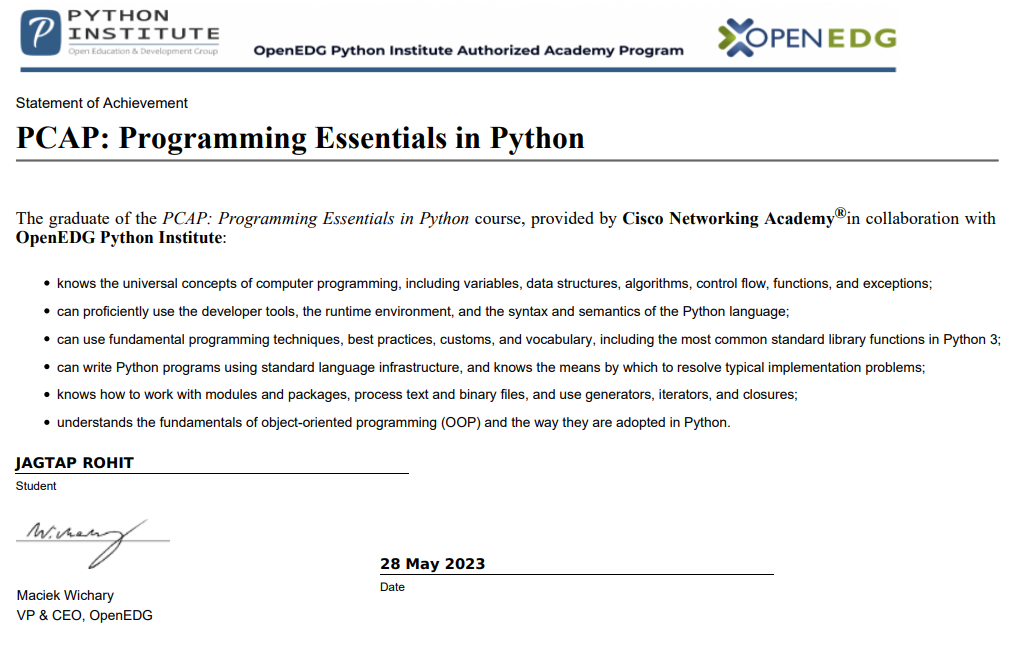 PYTHON
INSTITUTE
Open Education & Development Group
OpenEDG Python Institute Authorized Academy Program
OPENEDG
Statement of Achievement
PCAP: Programming Essentials in Python
The graduate of the PCAP: Programming Essentials in Python course, provided by Cisco Networking Academy®in collaboration with
OpenEDG Python Institute:
• knows the universal concepts of computer programming, including variables, data structures, algorithms, control flow, functions, and exceptions;
• can proficiently use the developer tools, the runtime environment, and the syntax and semantics of the Python language;
• can use fundamental programming techniques, best practices, customs, and vocabulary, including the most common standard library functions in Python 3;
• can write Python programs using standard language infrastructure, and knows the means by which to resolve typical implementation problems;
• knows how to work with modules and packages, process text and binary files, and use generators, iterators, and closures;
• understands the fundamentals of object-oriented programming (OOP) and the way they are adopted in Python.
JAGTAP ROHIT
Student
W.chary
28 May 2023
Date
Maciek Wichary
VP & CEO, OpenEDG